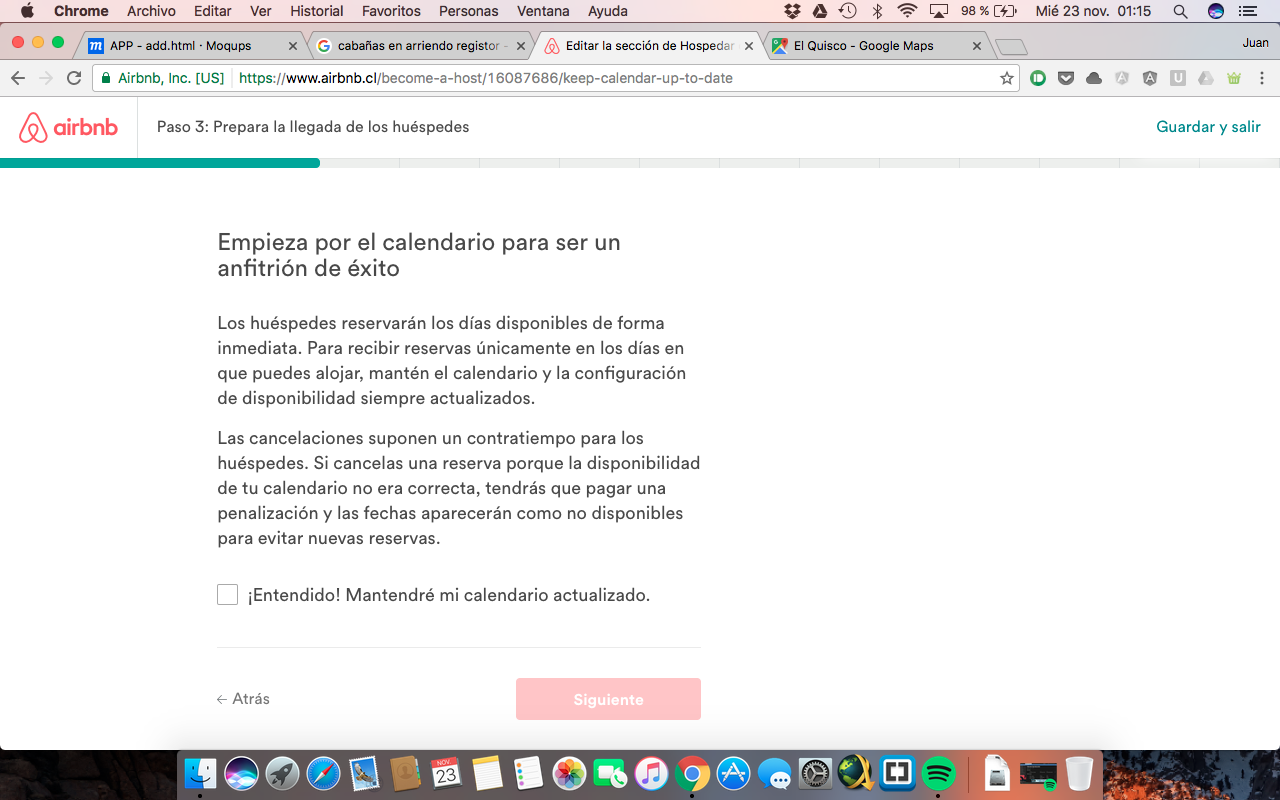 Chrome Archivo Editar Ver Historial Favoritos Personas Ventana Ayuda 98 % Mié 23 nov. 01:15
APP - add.html · Moqups cabañas en arriendo registor - Editar la sección de Hospedar El Quisco - Google Maps Juan
Airbnb, Inc. [US] https://www.airbnb.cl/become-a-host/16087686/keep-calendar-up-to-date
airbnb Paso 3: Prepara la llegada de los huéspedes Guardar y salir
Empieza por el calendario para ser un
anfitrión de éxito
Los huéspedes reservarán los días disponibles de forma
inmediata. Para recibir reservas únicamente en los días en
que puedes alojar, mantén el calendario y la configuración
de disponibilidad siempre actualizados.
Las cancelaciones suponen un contratiempo para los
huéspedes. Si cancelas una reserva porque la disponibilidad
de tu calendario no era correcta, tendrás que pagar una
penalización y las fechas aparecerán como no disponibles
para evitar nuevas reservas.
¡Entendido! Mantendré mi calendario actualizado.
← Atrás Siguiente
NOV
23